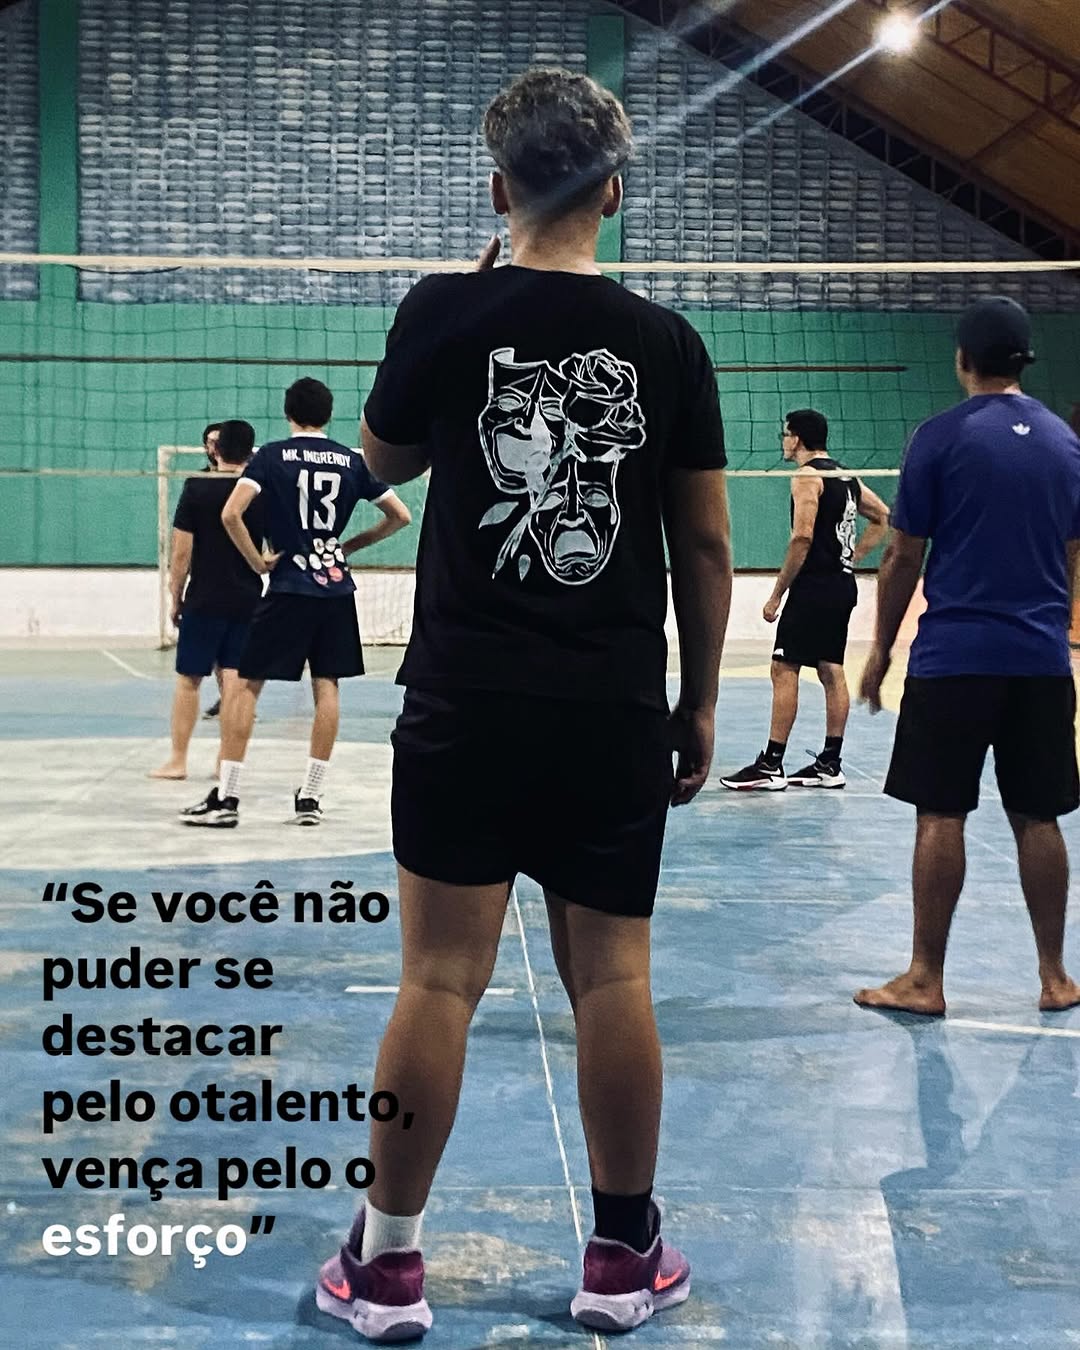 MK. INGRENDY
13
“Se você não
puder se
destacar
pelo otalento,
vença pelo o
esforço”